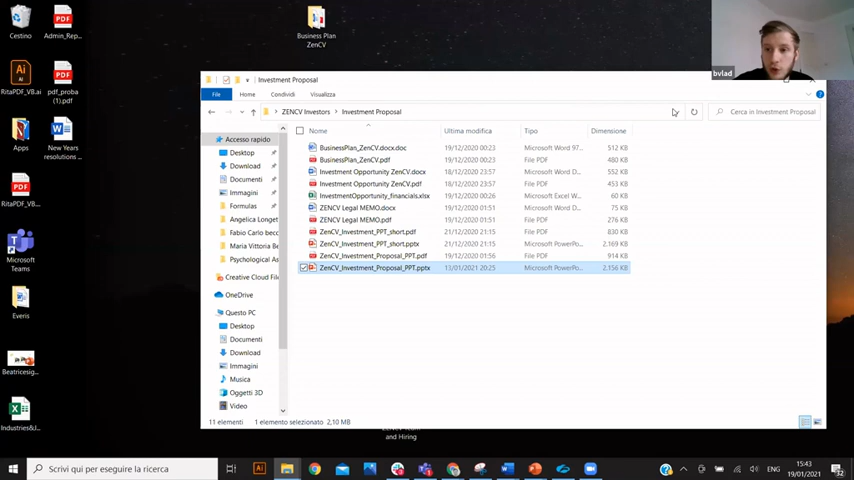 Cestino
Admin_Rep...
Business Plan
ZenCV
bvlad
RitaPDF_VB.ai
pdf_proba
(1).pdf
Apps
New Years
resolutions ...
RitaPDF_VB...
Microsoft
Teams
Everis
Beatricesig...
Industries&J...
Investment Proposal
File
Home
Condividi
Visualizza
ZENCV Investors > Investment Proposal
Cerca in Investment Proposal
Nome
Ultima modifica
Tipo
Dimensione
Accesso rapido
Desktop
Download
Documenti
Immagini
Formulas
Angelica Longet
Fabio Carlo becc
Maria Vittoria Be
Psychological As
Creative Cloud File
OneDrive
Questo PC
Desktop
Documenti
Download
Immagini
Musica
Oggetti 3D
Video
BusinessPlan_ZenCV.docx.doc 19/12/2020 00:23 Microsoft Word 97... 512 KB
BusinessPlan_ZenCV.pdf 19/12/2020 00:23 File PDF 480 KB
Investment Opportunity ZenCV.docx 18/12/2020 23:57 Microsoft Word D... 552 KB
Investment Opportunity ZenCV.pdf 18/12/2020 23:57 File PDF 453 KB
InvestmentOpportunity_financials.xlsx 19/12/2020 00:26 Microsoft Excel W... 60 KB
ZENCV Legal MEMO.docx 19/12/2020 01:51 Microsoft Word D... 75 KB
ZENCV Legal MEMO.pdf 19/12/2020 01:51 File PDF 276 KB
ZenCV_Investment_PPT_short.pdf 21/12/2020 14:15 File PDF 830 KB
ZenCV_Investment_PPT_short.pptx 21/12/2020 14:15 Microsoft PowerPo... 2.169 KB
ZenCV_Investment_Proposal_PPT.pdf 19/12/2020 01:56 File PDF 914 KB
ZenCV_Investment_Proposal_PPT.pptx 13/01/2021 20:25 Microsoft PowerPo... 2.156 KB
11 elementi
1 elemento selezionato 2,10 MB
and Hiring
Scrivi qui per eseguire la ricerca
ENG
15:43
19/01/2021
32